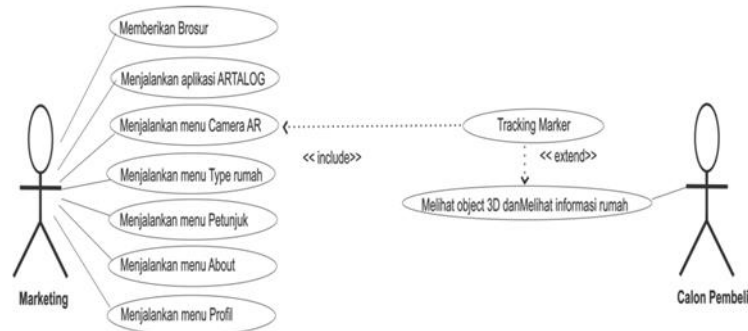 Memberikan Brosur
Menjalankan aplikasi ARTALOG
Menjalankan menu Camera AR
Tracking Marker
<< include>>
<< extend>>
Menjalankan menu Type rumah
Melihat object 3D danMelihat informasi rumah
Menjalankan menu Petunjuk
Menjalankan menu About
Marketing
Calon Pembeli
Menjalankan menu Profil